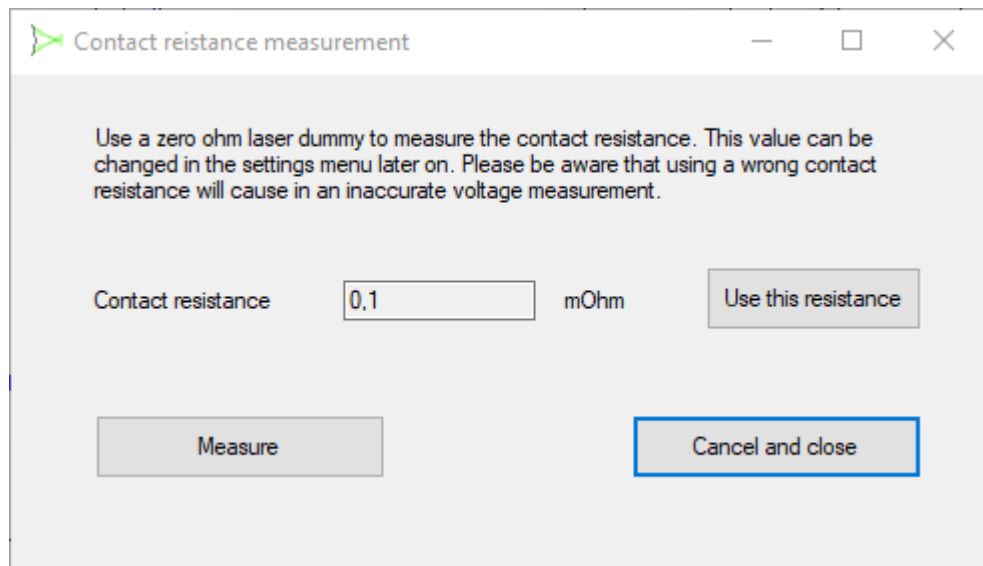 Contact reistance measurement
Use a zero ohm laser dummy to measure the contact resistance. This value can be
changed in the settings menu later on. Please be aware that using a wrong contact
resistance will cause in an inaccurate voltage measurement.
Contact resistance 0,1 mOhm Use this resistance
Measure Cancel and close